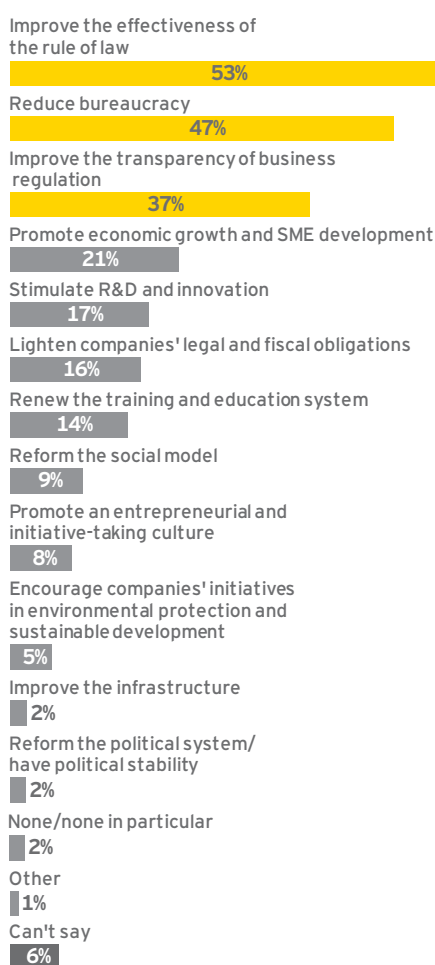 Improve the effectiveness of
the rule of law
53%
Reduce bureaucracy
47%
Improve the transparency of business
regulation
37%
Promote economic growth and SME development
21%
Stimulate R&D and innovation
17%
Lighten companies' legal and fiscal obligations
16%
Renew the training and education system
14%
Reform the social model
9%
Promote an entrepreneurial and
initiative-taking culture
8%
Encourage companies' initiatives
in environmental protection and
sustainable development
5%
Improve the infrastructure
2%
Reform the political system/
have political stability
2%
None/none in particular
2%
Other
1%
Can't say
6%